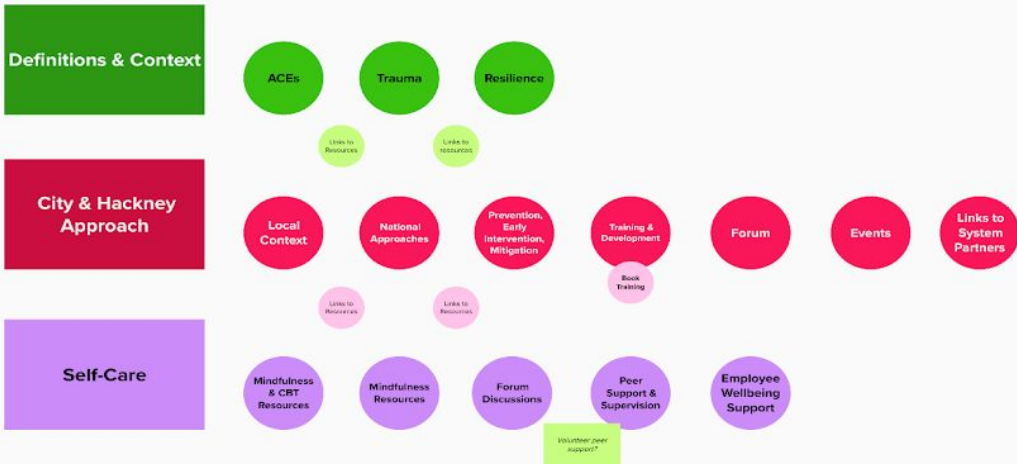 Definitions & Context
ACEs
Trauma
Resilience
Links to
Resources
Links to
resources
City & Hackney
Approach
Local
Context
National
Approaches
Prevention,
Early
Intervention,
Mitigation
Training &
Development
Book
Training
Forum
Events
Links to
System
Partners
Links to
Resources
Links to
Resources
Self-Care
Mindfulness
& CBT
Resources
Mindfulness
Resources
Forum
Discussions
Peer
Support &
Supervision
Employee
Wellbeing
Support
Volunteer peer
support?